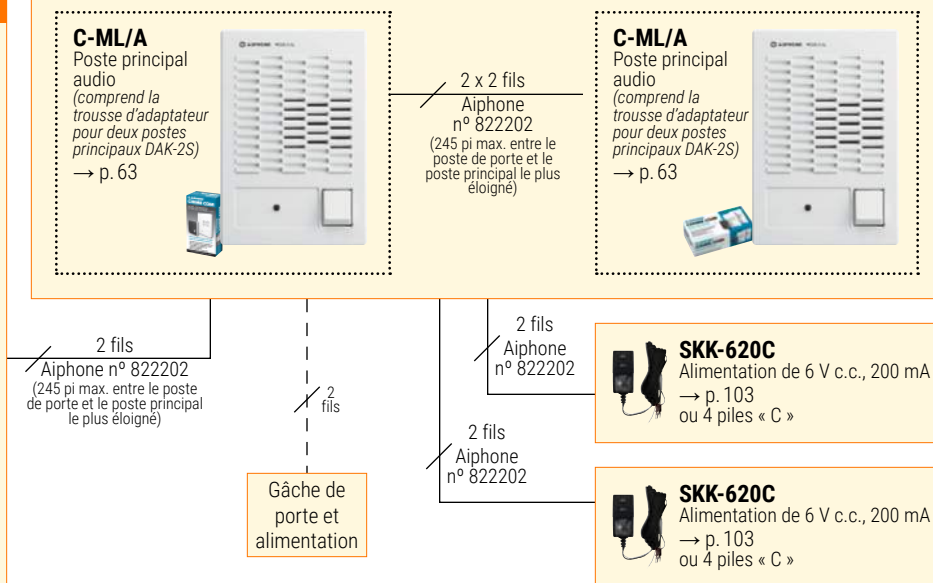 C-ML/A
Poste principal
audio
(comprend la
trousse d'adaptateur
pour deux postes
principaux DAK-2S)
→ p. 63
AIPHONE
2 x 2 fils
Aiphone
nº 822202
(245 pi max. entre le
poste de porte et le
poste principal le plus
éloigné)
C-ML/A
Poste principal
audio
(comprend la
trousse d'adaptateur
pour deux postes
principaux DAK-2S)
→ p. 63
AIPHONE
2 fils
Aiphone nº 822202
(245 pi max. entre le poste
de porte et le poste principal
le plus éloigné)
2
fils
Gâche de
porte et
alimentation
2 fils
Aiphone
nº 822202
SKK-620C
Alimentation de 6 V c.c., 200 mA
→ p. 103
ou 4 piles « C »
2 fils
Aiphone
nº 822202
SKK-620C
Alimentation de 6 V c.c., 200 mA
→ p. 103
ou 4 piles « C »